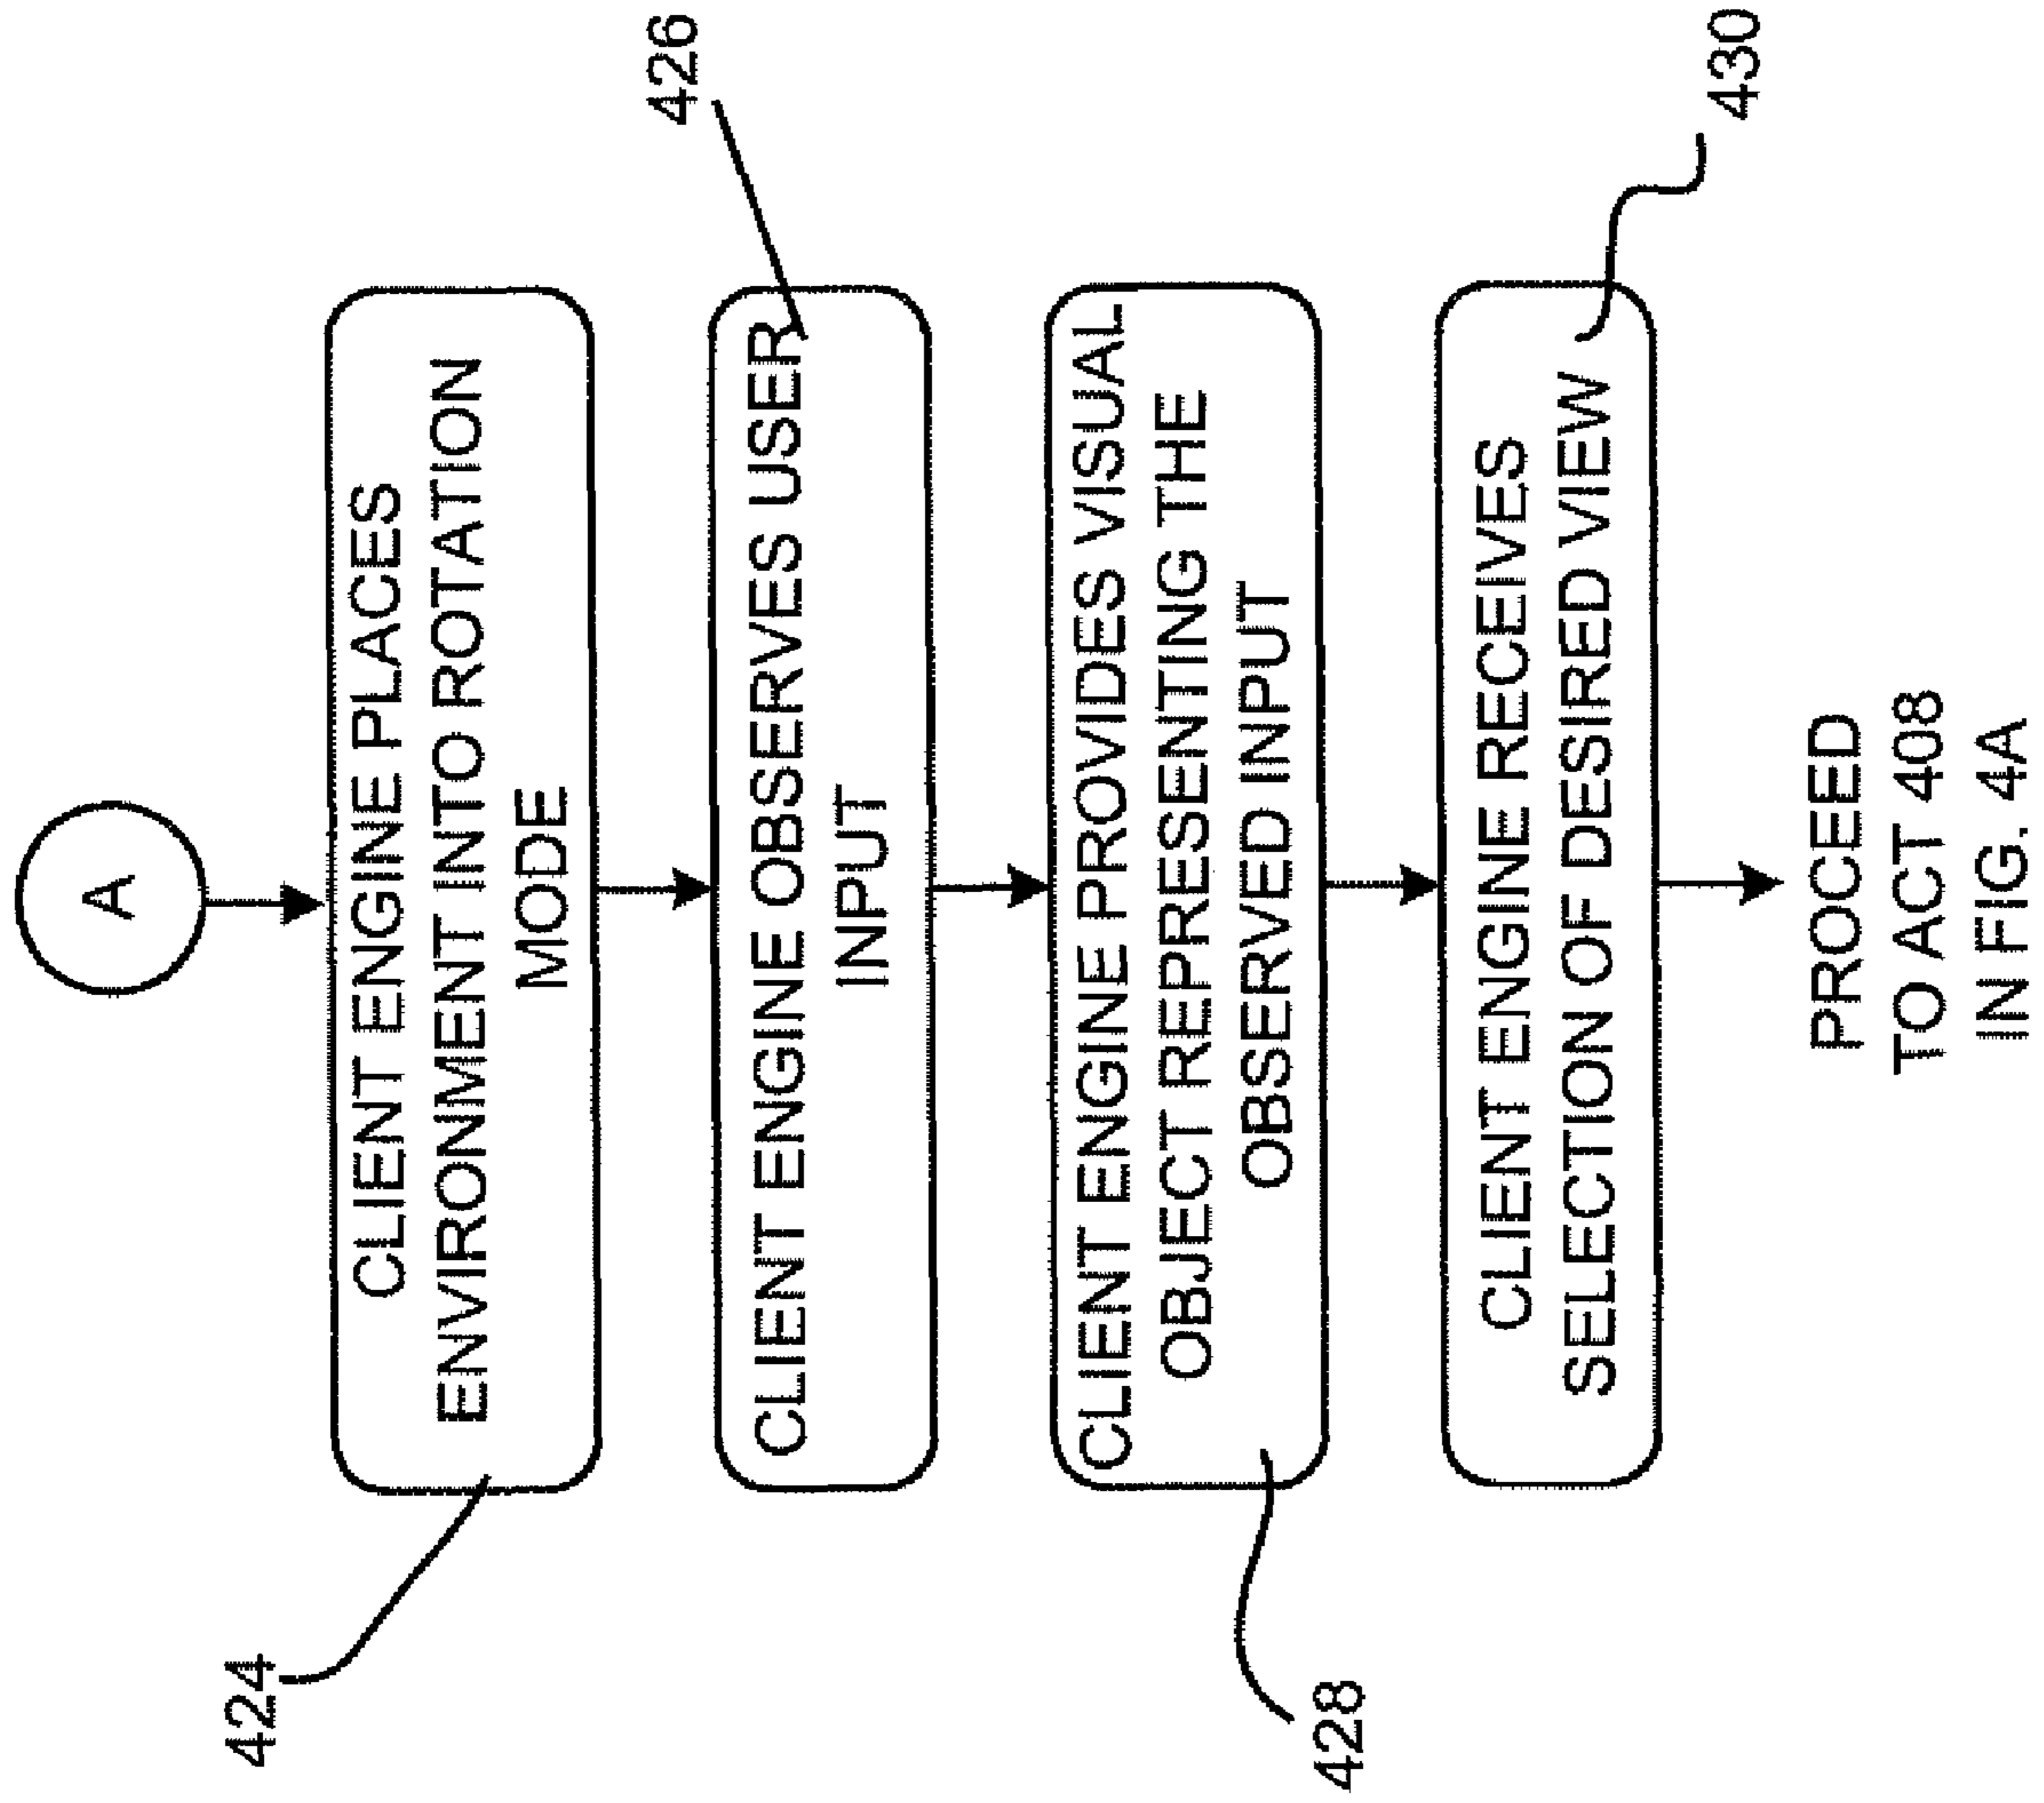 A
CLIENT ENGINE PLACES
ENVIRONMENT INTO ROTATION
MODE
424
CLIENT ENGINE OBSERVES USER
INPUT
426
CLIENT ENGINE PROVIDES VISUAL
OBJECT REPRESENTING THE
OBSERVED INPUT
428
CLIENT ENGINE RECEIVES
SELECTION OF DESIRED VIEW
430
PROCEED
TO ACT 408
IN FIG. 4A